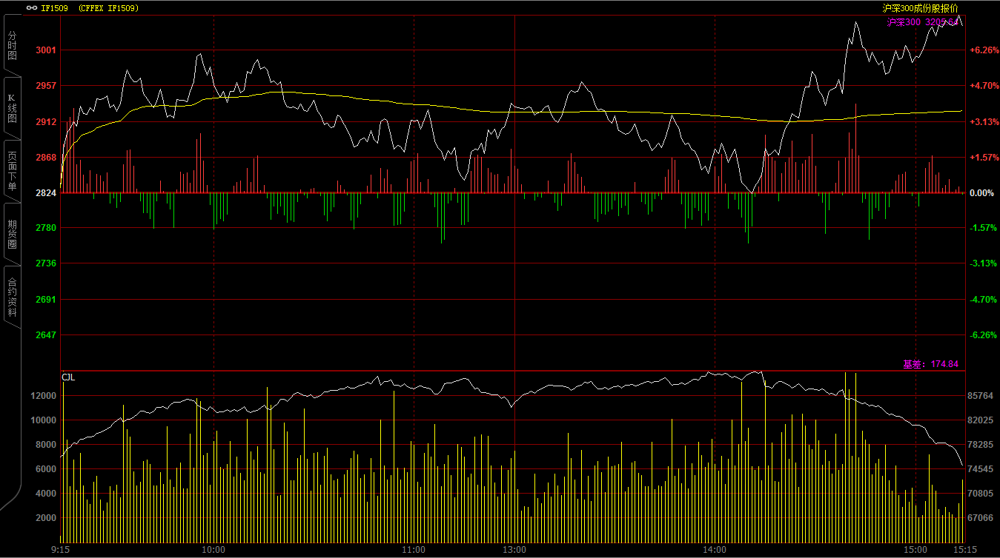 IF1509 (CFFEX IF1509)
沪深300成份股报价
沪深300 3205.64
分时图
K线图
页面下单
期货圈
合约资料
3001 +6.26%
2957 +4.70%
2912 +3.13%
2868 +1.57%
2824 0.00%
2780 -1.57%
2736 -3.13%
2691 -4.70%
2647 -6.26%
基差: 174.84
CJL
12000 85764
10000 82025
8000 78285
6000 74545
4000 70805
2000 67066
9:15 10:00 11:00 13:00 14:00 15:00 15:15